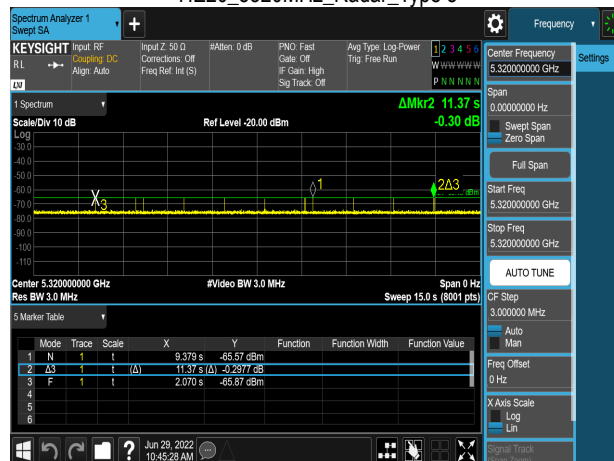 Spectrum Analyzer 1
Swept SA
+
Frequency
KEYSIGHT
Input: RF
Input Z: 50 Ω
#Atten: 0 dB
PNO: Fast
Avg Type: Log-Power
1 2 3 4 5 6
RL
Coupling: DC
Corrections: Off
Gate: Off
Trig: Free Run
W W W W W W
Align: Auto
Freq Ref: Int (S)
IF Gain: High
P N N N N N
Sig Track: Off
LXI
Center Frequency
5.320000000 GHz
Settings
Span
0.00000000 Hz
Swept Span
Zero Span
Full Span
Start Freq
5.320000000 GHz
Stop Freq
5.320000000 GHz
AUTO TUNE
CF Step
3.000000 MHz
Auto
Man
Freq Offset
0 Hz
X Axis Scale
Log
Lin
Signal Track
(Span Zoom)
1 Spectrum
ΔMkr2 11.37 s
Scale/Div 10 dB
Ref Level -20.00 dBm
-0.30 dB
Log
-30.0
-40.0
-50.0
-60.0
-70.0
-80.0
-90.0
-100
-110
X3
1
2Δ3
dBm
Center 5.320000000 GHz
#Video BW 3.0 MHz
Span 0 Hz
Res BW 3.0 MHz
Sweep 15.0 s (8001 pts)
5 Marker Table
Mode Trace Scale X Y Function Function Width Function Value
1 N 1 t 9.379 s -65.57 dBm
2 Δ3 1 t (Δ) 11.37 s (Δ) -0.2977 dB
3 F 1 t 2.070 s -65.87 dBm
4
5
6
?
Jun 29, 2022
10:45:28 AM